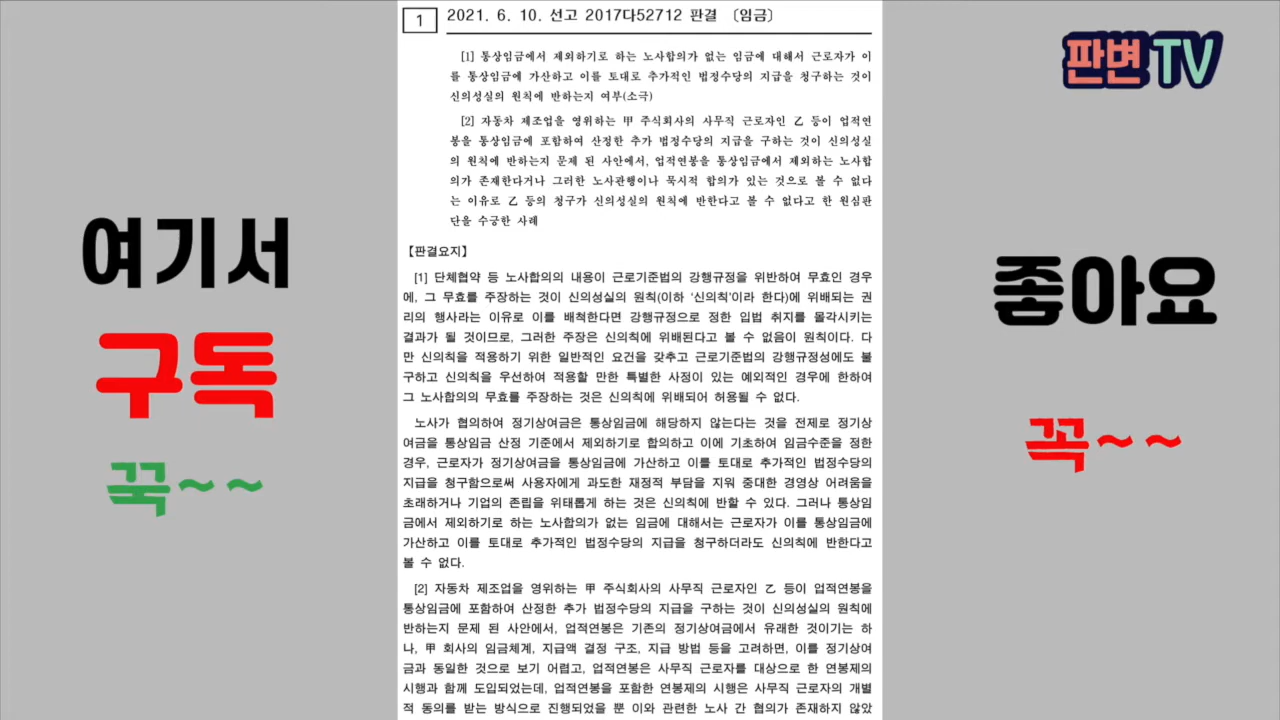 1
2021. 6. 10. 선고 2017다52712 판결 〔임금〕
[1] 통상임금에서 제외하기로 하는 노사합의가 없는 임금에 대해서 근로자가 이
를 통상임금에 가산하고 이를 토대로 추가적인 법정수당의 지급을 청구하는 것이
신의성실의 원칙에 반하는지 여부(소극)
[2] 자동차 제조업을 영위하는 甲 주식회사의 사무직 근로자인 乙 등이 업적연
봉을 통상임금에 포함하여 산정한 추가 법정수당의 지급을 구하는 것이 신의성실
의 원칙에 반하는지 문제 된 사안에서, 업적연봉을 통상임금에서 제외하는 노사합
의가 존재한다거나 그러한 노사관행이나 묵시적 합의가 있는 것으로 볼 수 없다
는 이유로 乙 등의 청구가 신의성실의 원칙에 반한다고 볼 수 없다고 한 원심판
단을 수긍한 사례
【판결요지】
[1] 단체협약 등 노사합의의 내용이 근로기준법의 강행규정을 위반하여 무효인 경우
에, 그 무효를 주장하는 것이 신의성실의 원칙(이하 ‘신의칙’이라 한다)에 위배되는 권
리의 행사라는 이유로 이를 배척한다면 강행규정으로 정한 입법 취지를 몰각시키는
결과가 될 것이므로, 그러한 주장은 신의칙에 위배된다고 볼 수 없음이 원칙이다. 다
만 신의칙을 적용하기 위한 일반적인 요건을 갖추고 근로기준법의 강행규정성에도 불
구하고 신의칙을 우선하여 적용할 만한 특별한 사정이 있는 예외적인 경우에 한하여
그 노사합의의 무효를 주장하는 것은 신의칙에 위배되어 허용될 수 없다.
노사가 협의하여 정기상여금은 통상임금에 해당하지 않는다는 것을 전제로 정기상
여금을 통상임금 산정 기준에서 제외하기로 합의하고 이에 기초하여 임금수준을 정한
경우, 근로자가 정기상여금을 통상임금에 가산하고 이를 토대로 추가적인 법정수당의
지급을 청구함으로써 사용자에게 과도한 재정적 부담을 지워 중대한 경영상 어려움을
초래하거나 기업의 존립을 위태롭게 하는 것은 신의칙에 반할 수 있다. 그러나 통상임
금에서 제외하기로 하는 노사합의가 없는 임금에 대해서는 근로자가 이를 통상임금에
가산하고 이를 토대로 추가적인 법정수당의 지급을 청구하더라도 신의칙에 반한다고
볼 수 없다.
[2] 자동차 제조업을 영위하는 甲 주식회사의 사무직 근로자인 乙 등이 업적연봉을
통상임금에 포함하여 산정한 추가 법정수당의 지급을 구하는 것이 신의성실의 원칙에
반하는지 문제 된 사안에서, 업적연봉은 기존의 정기상여금에서 유래한 것이기는 하
나, 甲 회사의 임금체계, 지급액 결정 구조, 지급 방법 등을 고려하면, 이를 정기상여
금과 동일한 것으로 보기 어렵고, 업적연봉은 사무직 근로자를 대상으로 한 연봉제의
시행과 함께 도입되었는데, 업적연봉을 포함한 연봉제의 시행은 사무직 근로자의 개별
적 동의를 받는 방식으로 진행되었을 뿐 이와 관련한 노사 간 협의가 존재하지 않았
여기서
구독
꾹~~
판변TV
좋아요
꼭~~